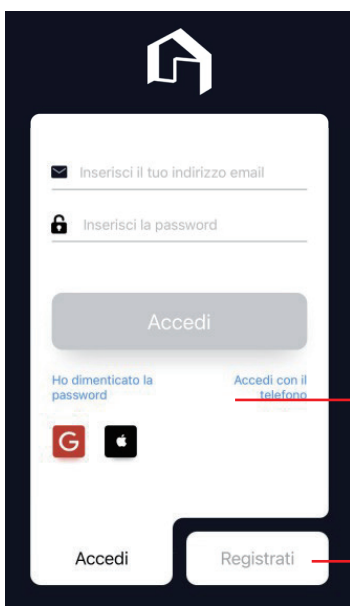 Inserisci il tuo indirizzo email
Inserisci la password
Accedi
Ho dimenticato la
password
Accedi con il
telefono
G
Accedi
Registrati